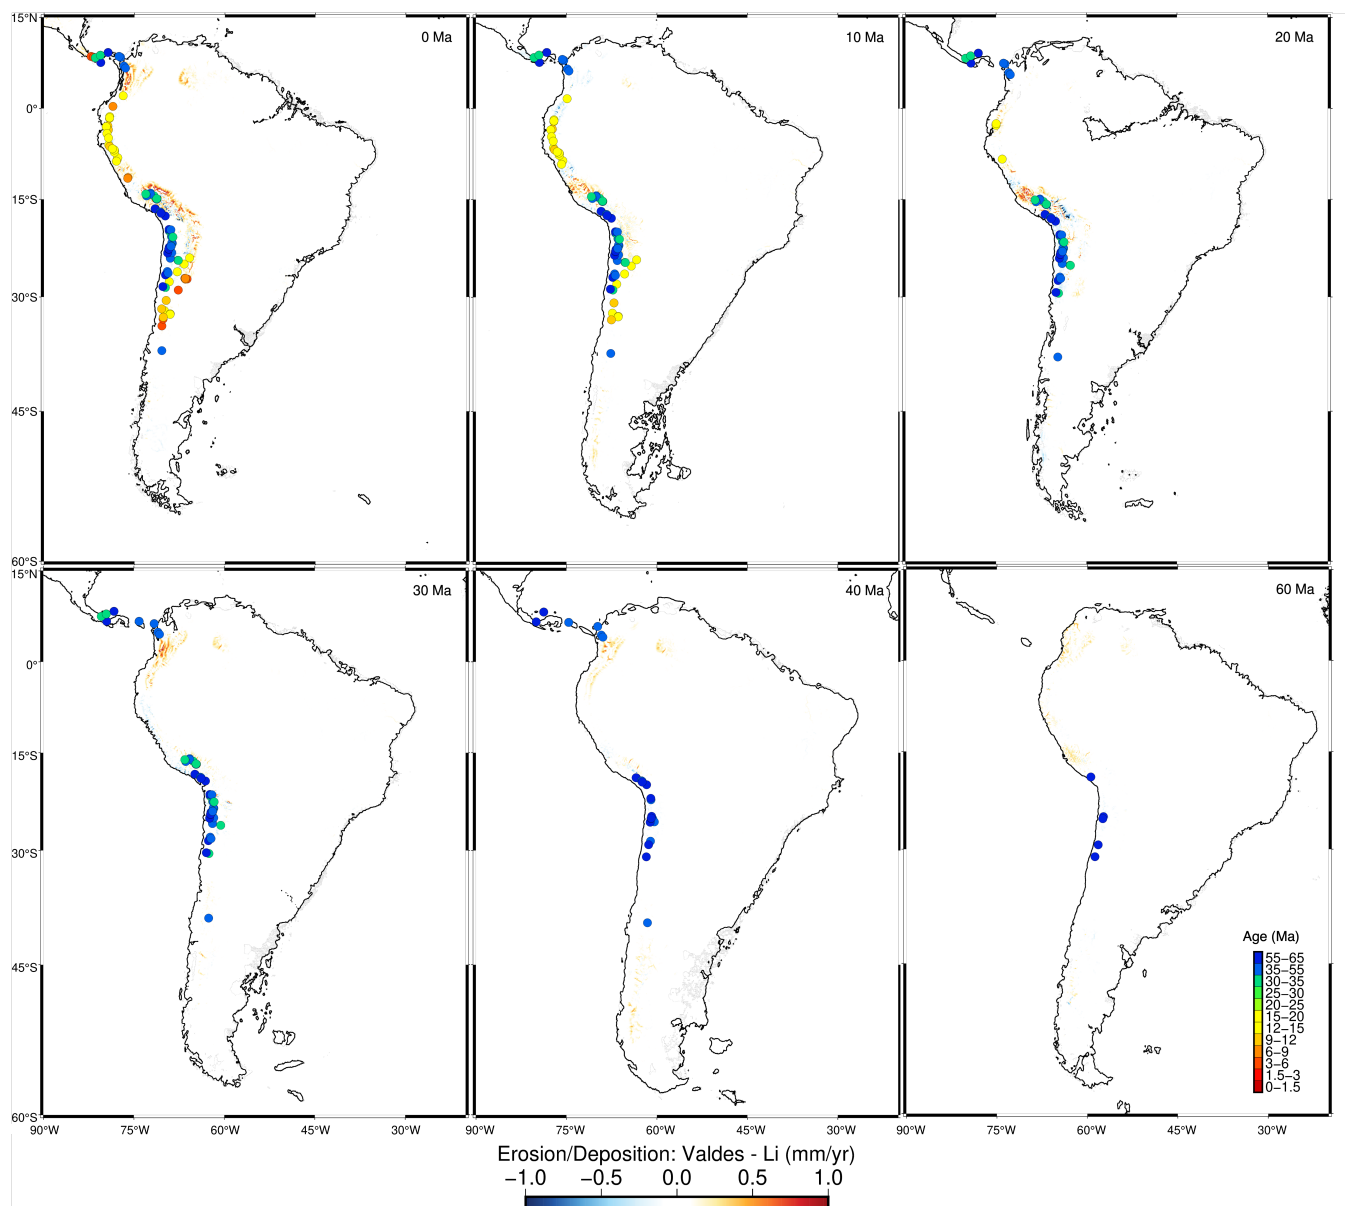 15°N
0°
15°S
30°S
45°S
60°S
0 Ma
10 Ma
20 Ma
15°N
0°
15°S
30°S
45°S
60°S
30 Ma
40 Ma
60 Ma
Age (Ma)
55–65
35–55
30–35
25–30
20–25
15–20
12–15
9–12
6–9
3–6
1.5–3
0–1.5
90°W 75°W 60°W 45°W 30°W
90°W 75°W 60°W 45°W 30°W
90°W 75°W 60°W 45°W 30°W
Erosion/Deposition: Valdes - Li (mm/yr)
−1.0 −0.5 0.0 0.5 1.0